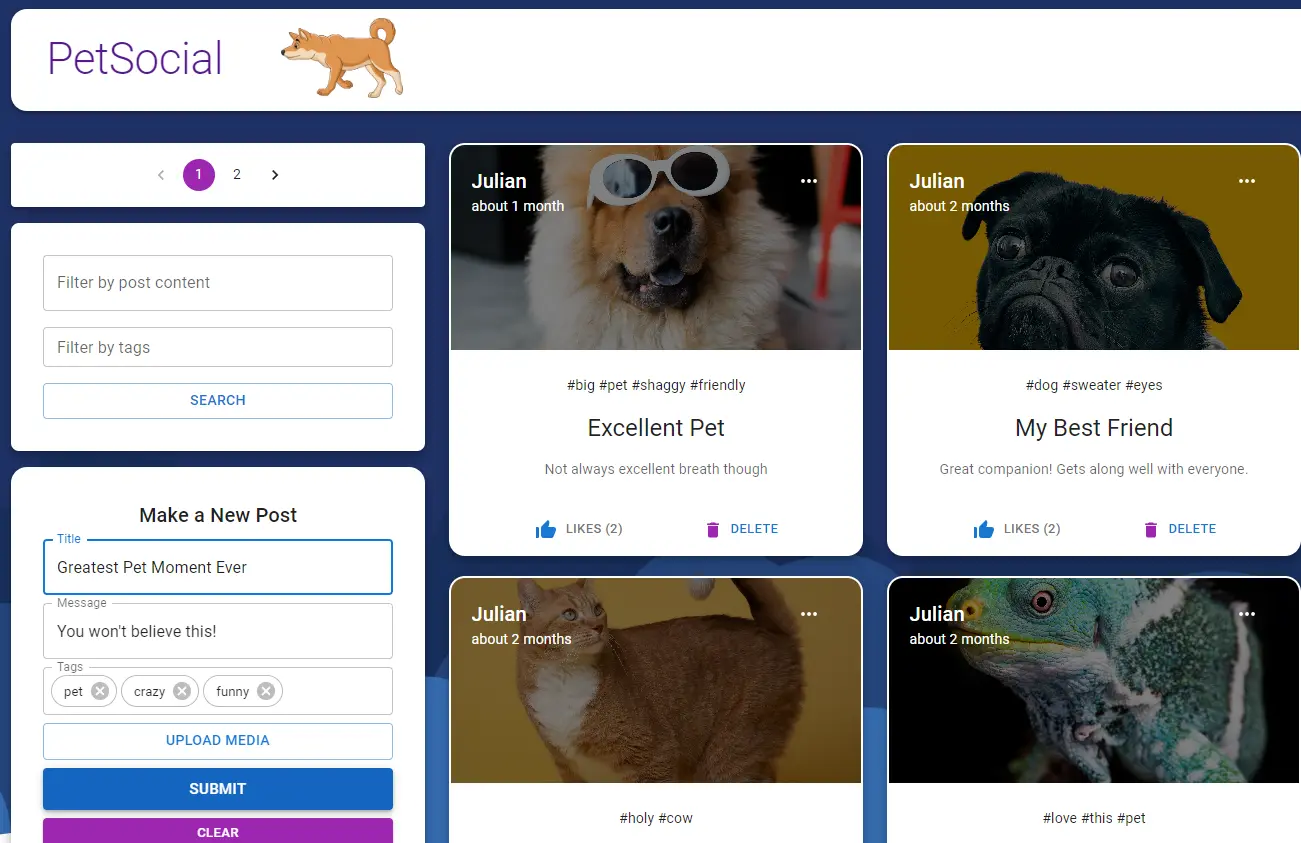 PetSocial
1 2
Filter by post content
Filter by tags
SEARCH
Make a New Post
Title
Greatest Pet Moment Ever
Message
You won't believe this!
Tags
pet crazy funny
UPLOAD MEDIA
SUBMIT
CLEAR
Julian
about 1 month
#big #pet #shaggy #friendly
Excellent Pet
Not always excellent breath though
LIKES (2) DELETE
Julian
about 2 months
#dog #sweater #eyes
My Best Friend
Great companion! Gets along well with everyone.
LIKES (2) DELETE
Julian
about 2 months
#holy #cow
Julian
about 2 months
#love #this #pet